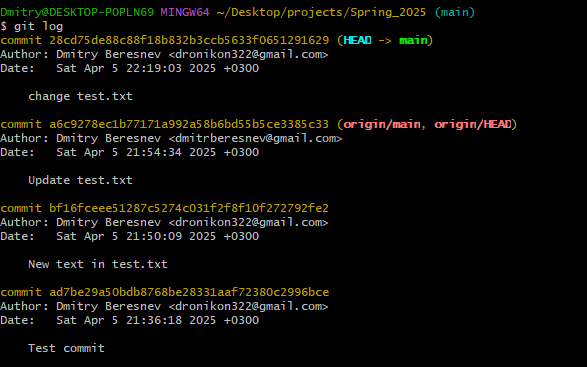 Dmitry@DESKTOP-POPLN69 MINGW64 ~/Desktop/projects/Spring_2025 (main)
$ git log
commit 28cd75de88c88f18b832b3ccb5633f0651291629 (HEAD -> main)
Author: Dmitry Beresnev <dronikon322@gmail.com>
Date:   Sat Apr 5 22:19:03 2025 +0300
change test.txt
commit a6c9278ec1b77171a992a58b6bd55b5ce3385c33 (origin/main, origin/HEAD)
Author: Dmitry Beresnev <dmitrberesnev@gmail.com>
Date:   Sat Apr 5 21:54:34 2025 +0300
Update test.txt
commit bf16fceee51287c5274c031f2f8f10f272792fe2
Author: Dmitry Beresnev <dronikon322@gmail.com>
Date:   Sat Apr 5 21:50:09 2025 +0300
New text in test.txt
commit ad7be29a50bdb8768be28331aaf72380c2996bce
Author: Dmitry Beresnev <dronikon322@gmail.com>
Date:   Sat Apr 5 21:36:18 2025 +0300
Test commit